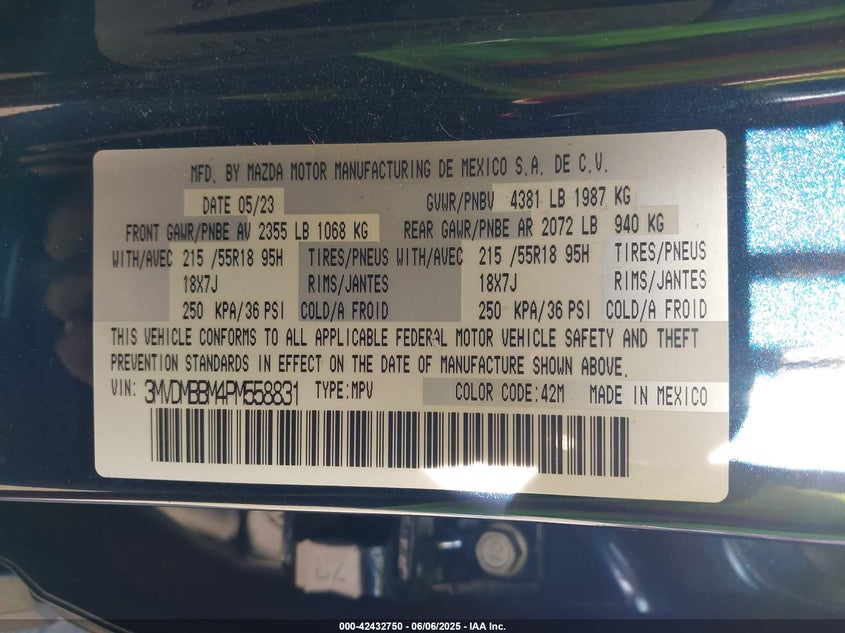 MFD. BY MAZDA MOTOR MANUFACTURING DE MEXICO S.A. DE C.V.
DATE 05/23 GVWR/PNBV 4381 LB 1987 KG
FRONT GAWR/PNBE AV 2355 LB 1068 KG REAR GAWR/PNBE AR 2072 LB 940 KG
WITH/AVEC 215 /55R18 95H TIRES/PNEUS WITH/AVEC 215 /55R18 95H TIRES/PNEUS
18X7J RIMS/JANTES 18X7J RIMS/JANTES
250 KPA/36 PSI COLD/A FROID 250 KPA/36 PSI COLD/A FROID
THIS VEHICLE CONFORMS TO ALL APPLICABLE FEDERAL MOTOR VEHICLE SAFETY AND THEFT
PREVENTION STANDARDS IN EFFECT ON THE DATE OF MANUFACTURE SHOWN ABOVE.
VIN: 3MVDMBBM4PM558831 TYPE:MPV COLOR CODE:42M MADE IN MEXICO
000-42432750 - 06/06/2025 - IAA Inc.